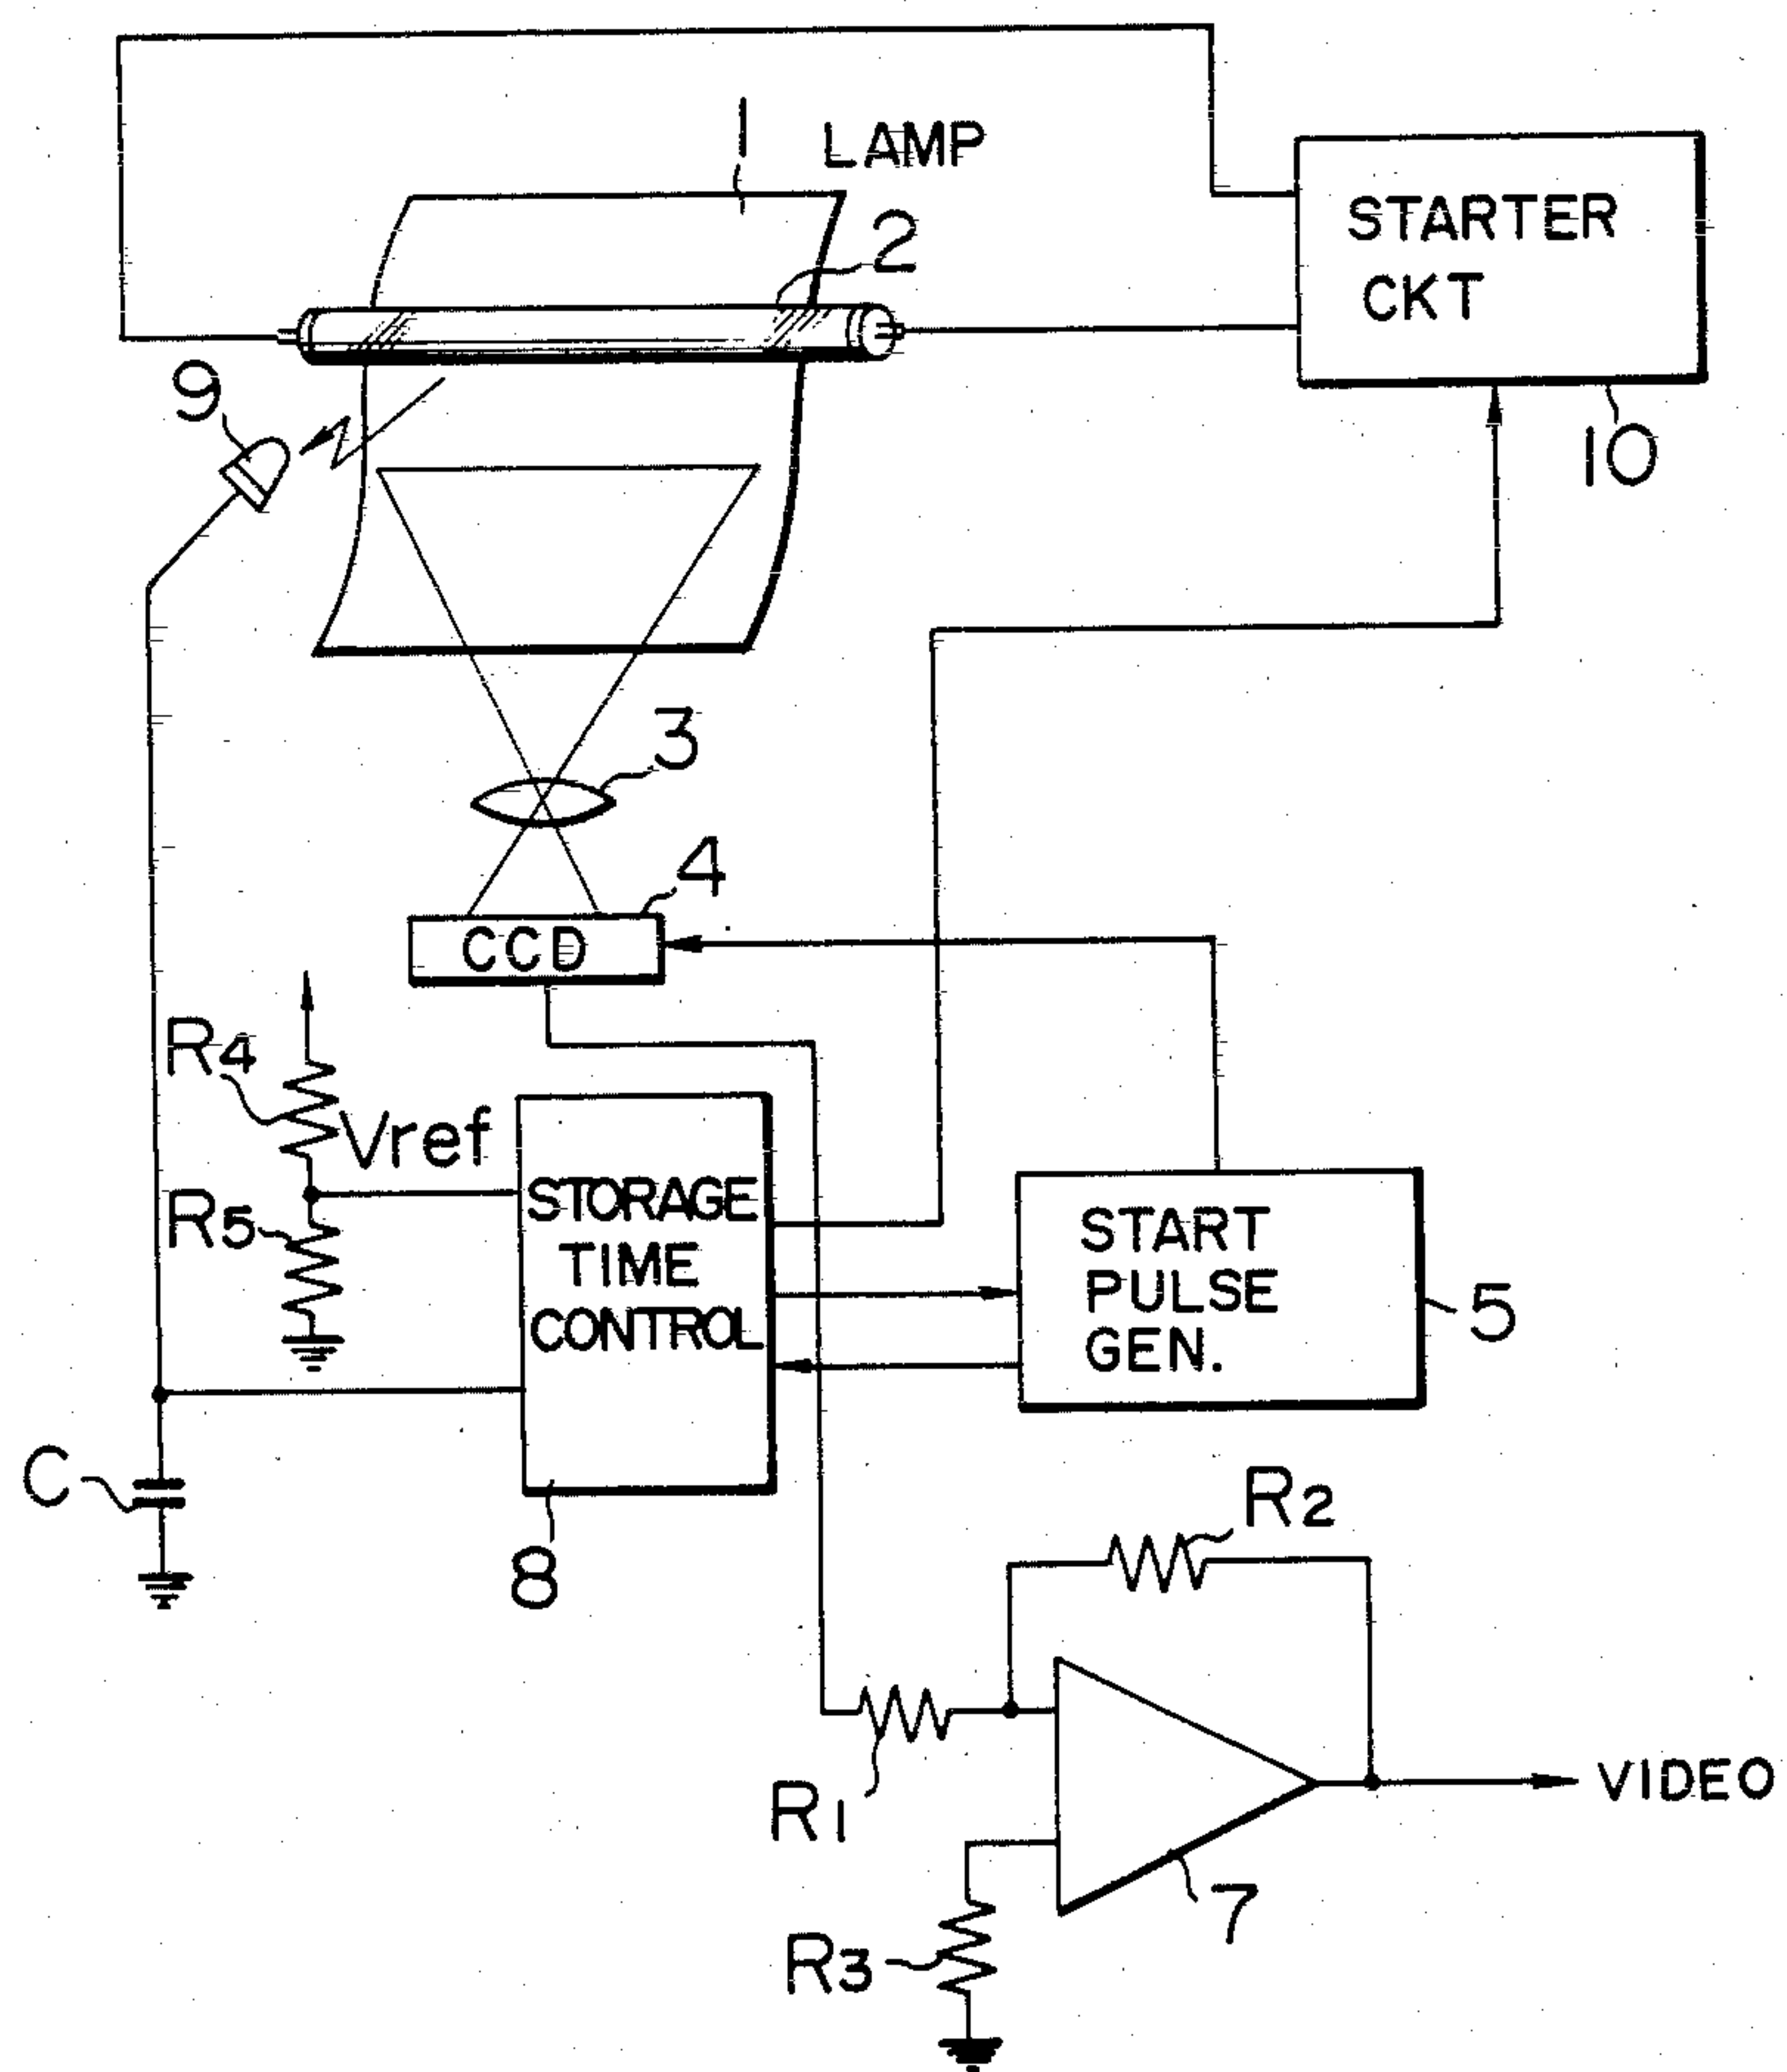 1 LAMP
2
STARTER
CKT
10
9
3
4
CCD
R4
Vref
R5
STORAGE
TIME
CONTROL
8
START
PULSE
GEN.
5
C
R2
R1
7
R3
VIDEO